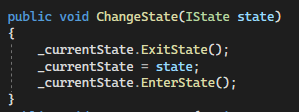 public void ChangeState(IState state)
{
    _currentState.ExitState();
    _currentState = state;
    _currentState.EnterState();
}